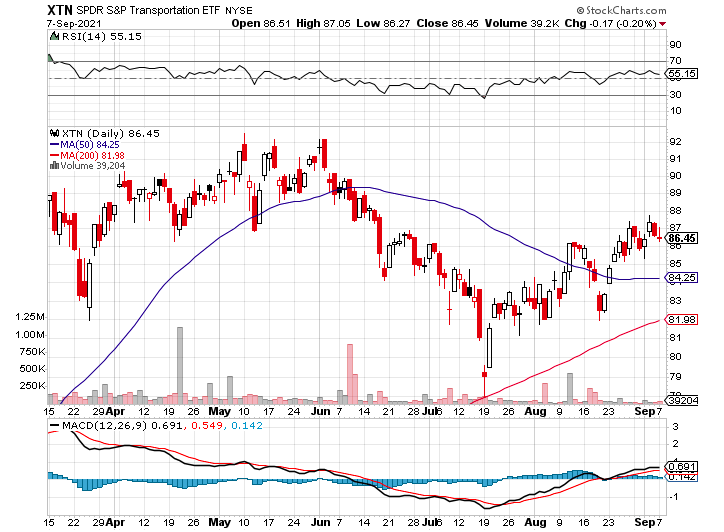 XTN SPDR S&P Transportation ETF NYSE
© StockCharts.com
7-Sep-2021
Open 86.51 High 87.05 Low 86.27 Close 86.45 Volume 39.2K Chg -0.17 (-0.20%)
RSI(14) 55.15
90
70
55.15
30
10
XTN (Daily) 86.45
MA(50) 84.25
MA(200) 81.98
Volume 39,204
92
91
90
89
88
87
86.45
86
85
84.25
84
83
81.98
81
80
79
1.25M
1.00M
750K
500K
250K
39204
15 22 29 Apr 12 19 26 May 10 17 24 Jun 7 14 21 28 Jul 6 12 19 26 Aug 9 16 23 Sep 7
MACD(12,26,9) 0.691, 0.549, 0.142
3
2
1
0.691
0.142
-1
15 22 29 Apr 12 19 26 May 10 17 24 Jun 7 14 21 28 Jul 6 12 19 26 Aug 9 16 23 Sep 7